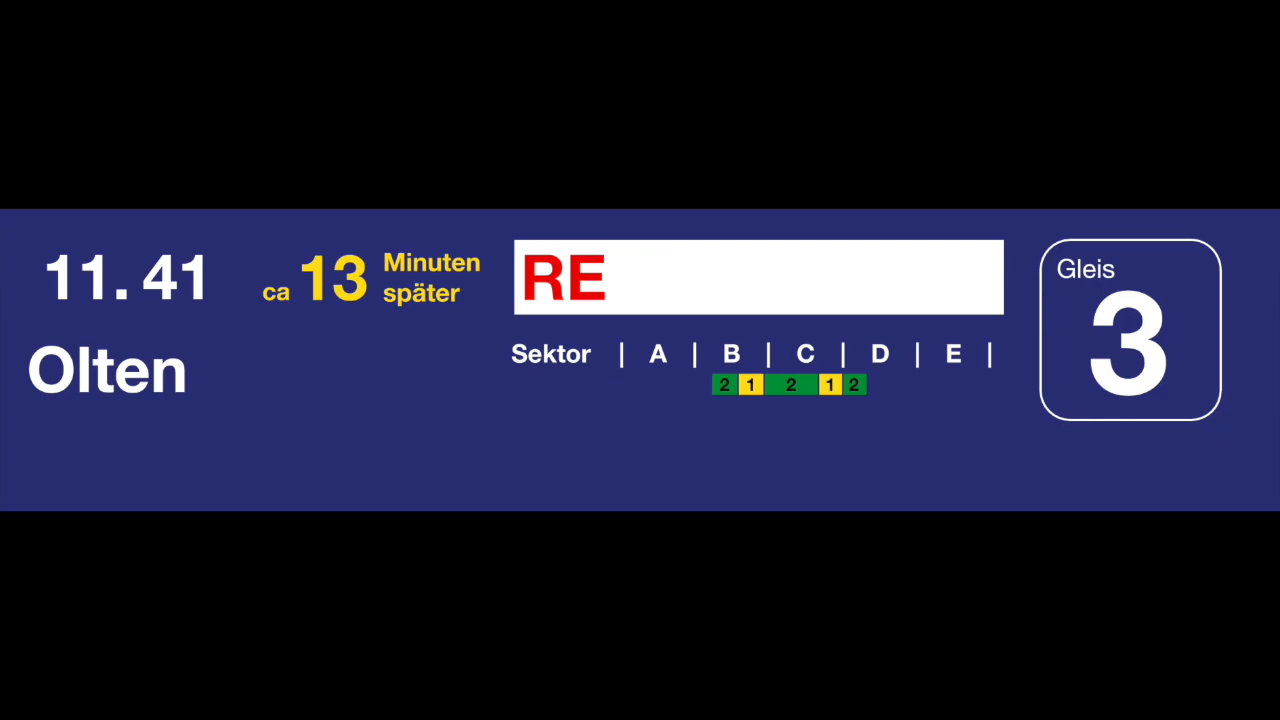 11.41 ca 13 Minuten später RE
Gleis
3
Olten
Sektor | A | B | C | D | E |
2 1 2 1 2